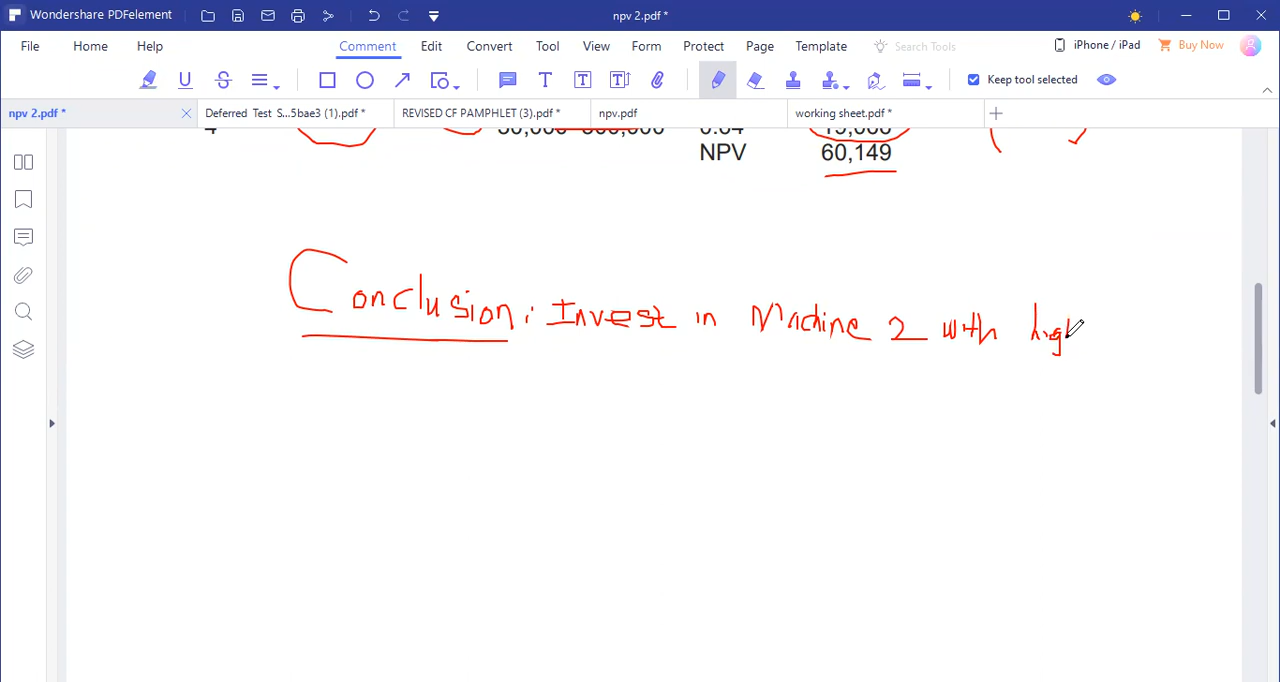 Wondershare PDFelement
npv 2.pdf *
File Home Help Comment Edit Convert Tool View Form Protect Page Template Search Tools iPhone / iPad Buy Now
Keep tool selected
npv 2.pdf * Deferred Test S...5bae3 (1).pdf * REVISED CF PAMPHLET (3).pdf * npv.pdf working sheet.pdf *
NPV 60,149
Conclusion: Invest in Machine 2 with high